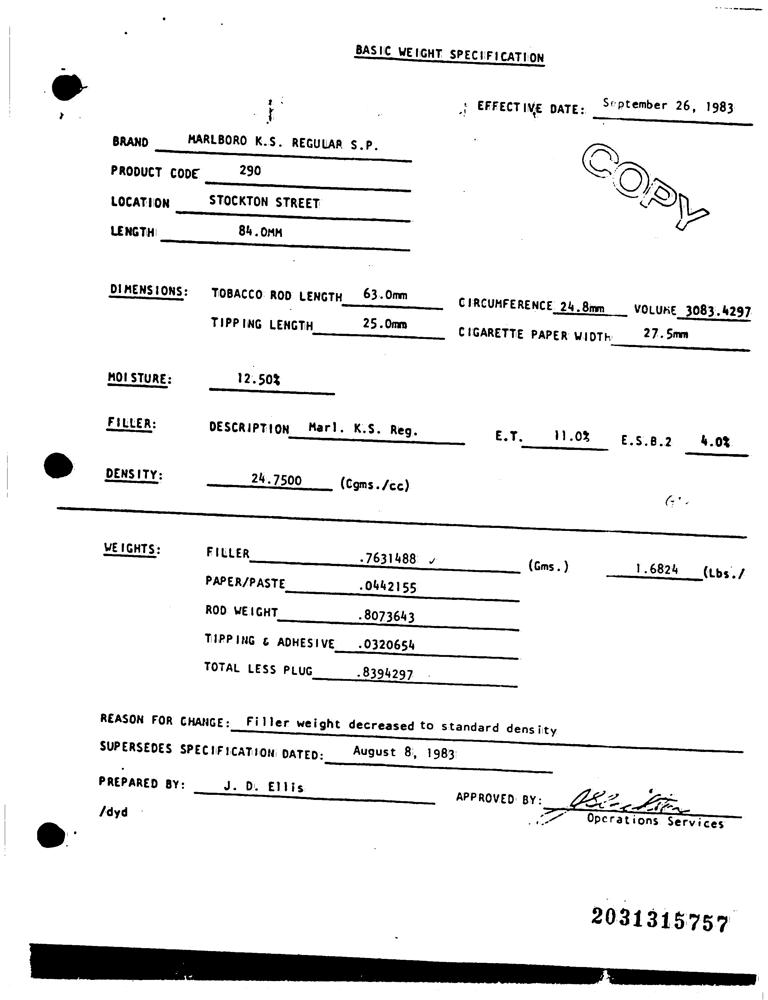 BASIC WEIGHT SPECIFICATION
EFFECTIVE DATE: September 26, 1983
BRAND MARLBORO K.S. REGULAR S.P.
COPY
PRODUCT CODE 290
LOCATION STOCKTON STREET
LENGTH 84.0MM
DIMENSIONS: TOBACCO ROD LENGTH 63.0mm CIRCUMFERENCE 24.8mm VOLUME 3083.4297
TIPPING LENGTH 25.0mm CIGARETTE PAPER WIDTH 27.5mm
MOISTURE: 12.50%
FILLER: DESCRIPTION Marl. K.S. Reg. E.T. 11.0% E.S.B.2 4.0%
DENSITY: 24.7500 (Cgms./cc)
WEIGHTS: FILLER .7631488 ✓ (Gms.) 1.6824 (Lbs./
PAPER/PASTE .0442155
ROD WEIGHT .8073643
TIPPING & ADHESIVE .0320654
TOTAL LESS PLUG .8394297
REASON FOR CHANGE: Filler weight decreased to standard density
SUPERSEDES SPECIFICATION DATED: August 8, 1983
PREPARED BY: J. D. Ellis APPROVED BY:
/dyd Operations Services
2031315757